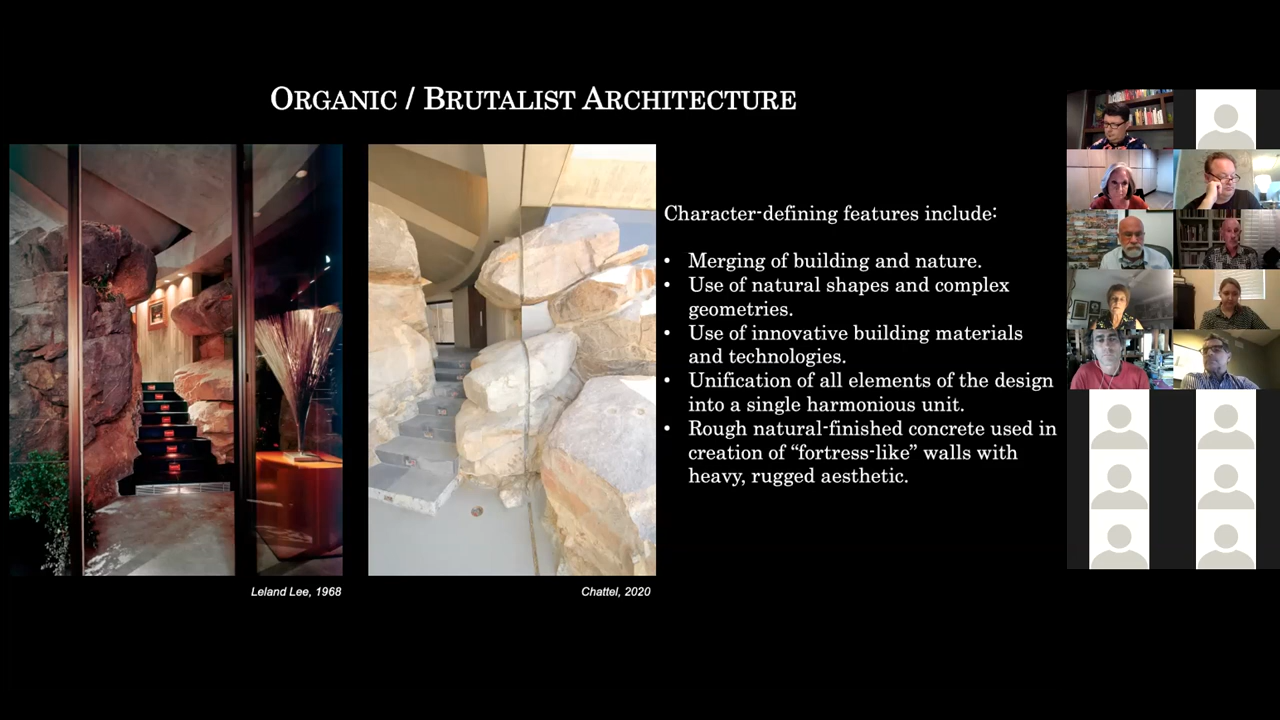 ORGANIC / BRUTALIST ARCHITECTURE
Character-defining features include:
• Merging of building and nature.
• Use of natural shapes and complex
geometries.
• Use of innovative building materials
and technologies.
• Unification of all elements of the design
into a single harmonious unit.
• Rough natural-finished concrete used in
creation of “fortress-like” walls with
heavy, rugged aesthetic.
Leland Lee, 1968
Chattel, 2020